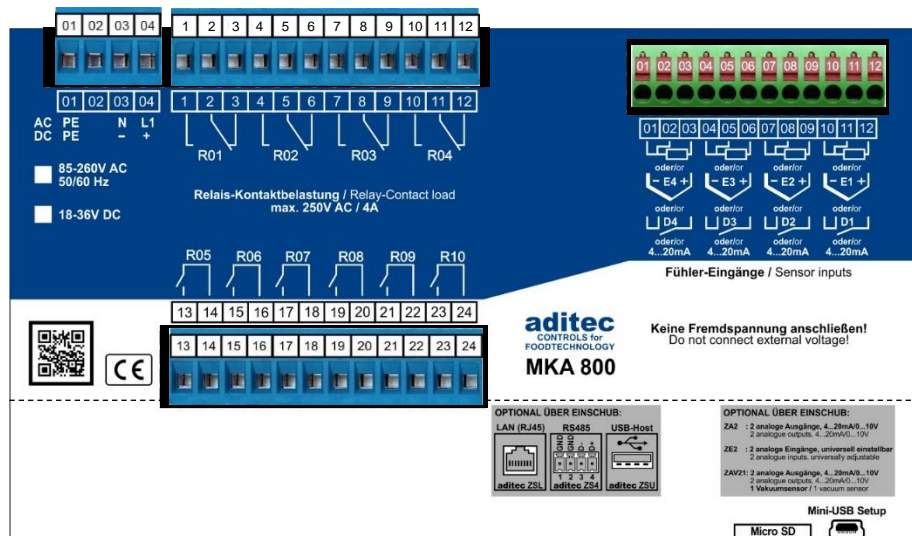 01 02 03 04
1 2 3 4 5 6 7 8 9 10 11 12
01 02 03 04 05 06 07 08 09 10 11 12
01 02 03 04
1 2 3 4 5 6 7 8 9 10 11 12
01 02 03 04 05 06 07 08 09 10 11 12
AC PE N L1
DC PE – +
R01 R02 R03 R04
85-260V AC
50/60 Hz
18-36V DC
Relais-Kontaktbelastung / Relay-Contact load
max. 250V AC / 4A
oder/or oder/or oder/or oder/or
– E4 + – E3 + – E2 + – E1 +
oder/or oder/or oder/or oder/or
D4 D3 D2 D1
oder/or oder/or oder/or oder/or
4...20mA 4...20mA 4...20mA 4...20mA
Fühler-Eingänge / Sensor inputs
R05 R06 R07 R08 R09 R10
13 14 15 16 17 18 19 20 21 22 23 24
13 14 15 16 17 18 19 20 21 22 23 24
CE
aditec
CONTROLS for
FOODTECHNOLOGY
MKA 800
Keine Fremdspannung anschließen!
Do not connect external voltage!
OPTIONAL ÜBER EINSCHUB:
LAN (RJ45) RS485 USB-Host
GND GND D- D+
1 2 3 4
aditec ZSL aditec ZS4 aditec ZSU
OPTIONAL ÜBER EINSCHUB:
ZA2 : 2 analoge Ausgänge, 4...20mA/0...10V
2 analogue outputs, 4...20mA/0...10V
ZE2 : 2 analoge Eingänge, universell einstellbar
2 analogue inputs, universally adjustable
ZAV21: 2 analoge Ausgänge, 4...20mA/0...10V
2 analogue outputs, 4...20mA/0...10V
1 Vakuumsensor / 1 vacuum sensor
Mini-USB Setup
Micro SD